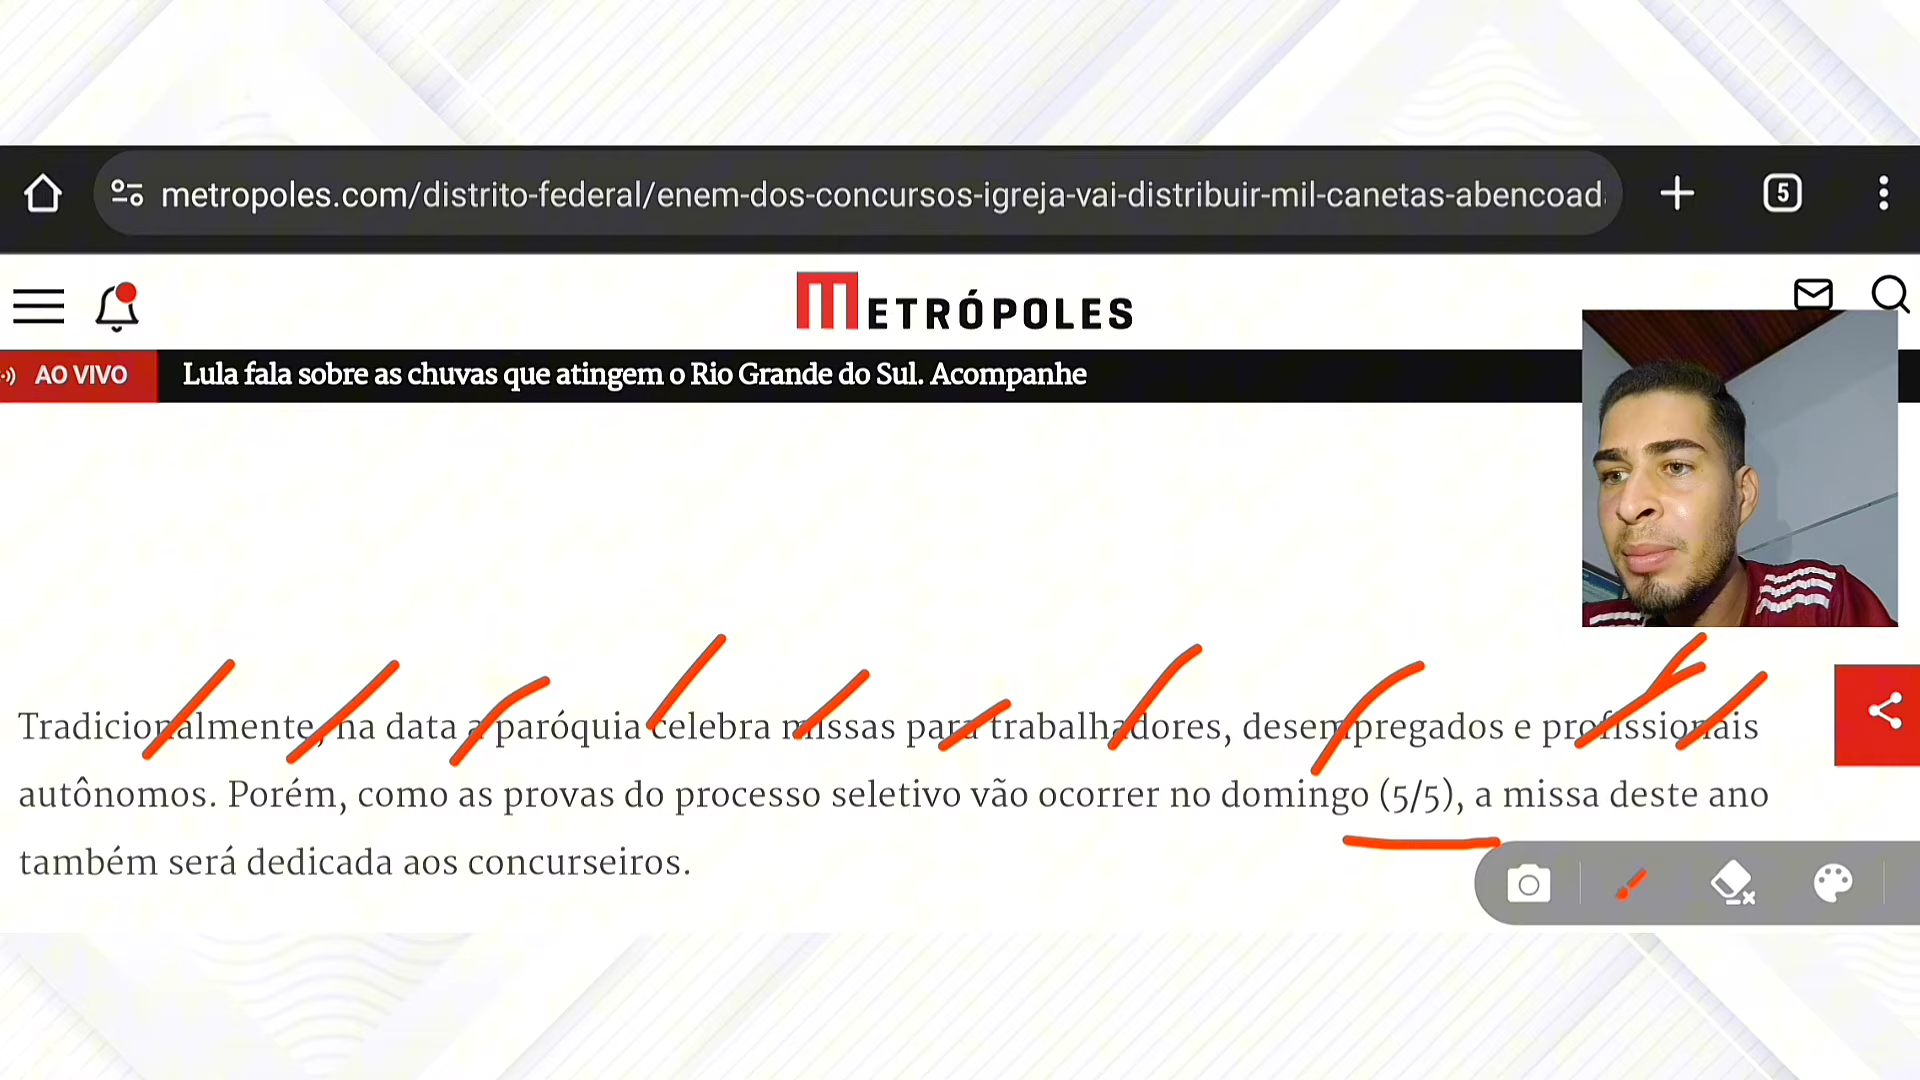 metropoles.com/distrito-federal/enem-dos-concursos-igreja-vai-distribuir-mil-canetas-abencoad
5
METRÓPOLES
AO VIVO
Lula fala sobre as chuvas que atingem o Rio Grande do Sul. Acompanhe
Tradicionalmente, na data a paróquia celebra missas para trabalhadores, desempregados e profissionais
autônomos. Porém, como as provas do processo seletivo vão ocorrer no domingo (5/5), a missa deste ano
também será dedicada aos concurseiros.